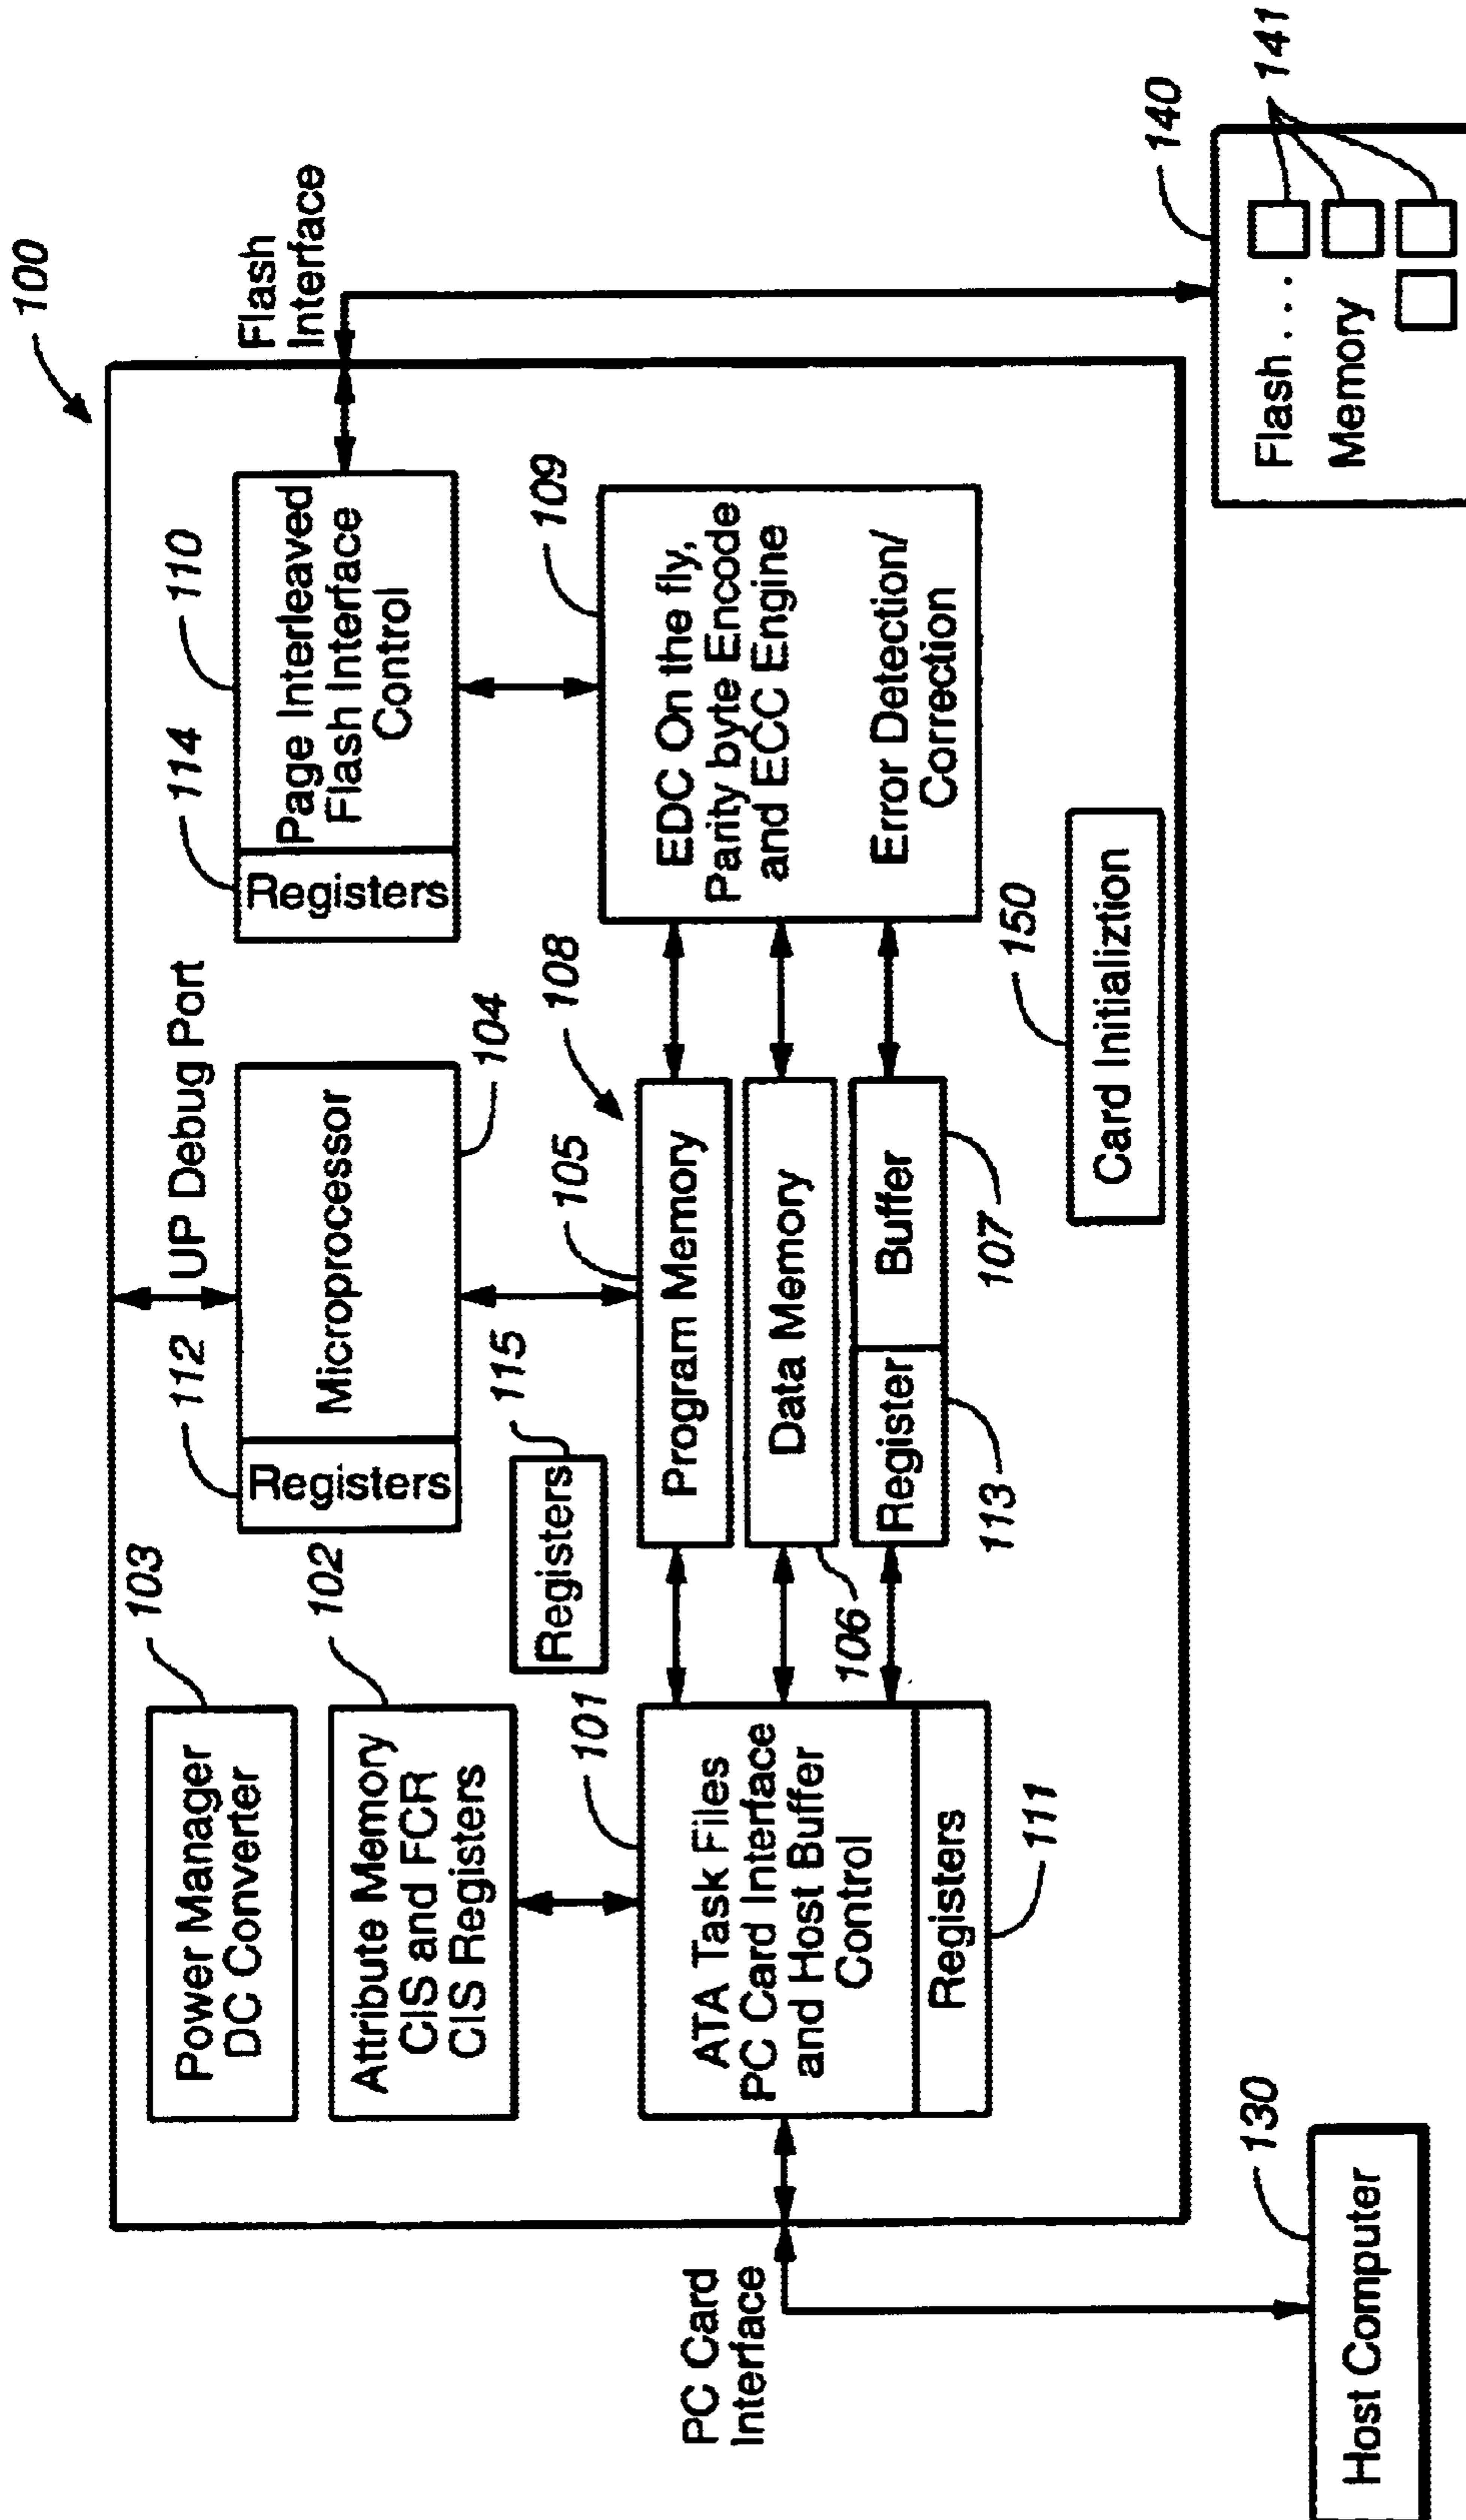 100
Flash
Interface
UP Debug Port
103
Power Manager
DC Converter
102
Attribute Memory
CIS and FCR
CIS Registers
112
Registers
Microprocessor
104
114
110
Registers
Page Interleaved
Flash Interface
Control
115
Registers
101
ATA Task Files
PC Card Interface
and Host Buffer
Control
Registers
111
105
108
Program Memory
106
Data Memory
Register
Buffer
113
107
109
EDC On the fly,
Parity byte Encode
and ECC Engine
Error Detection/
Correction
150
Card Initializtion
PC Card
Interface
130
Host Computer
140
141
Flash . . .
Memory